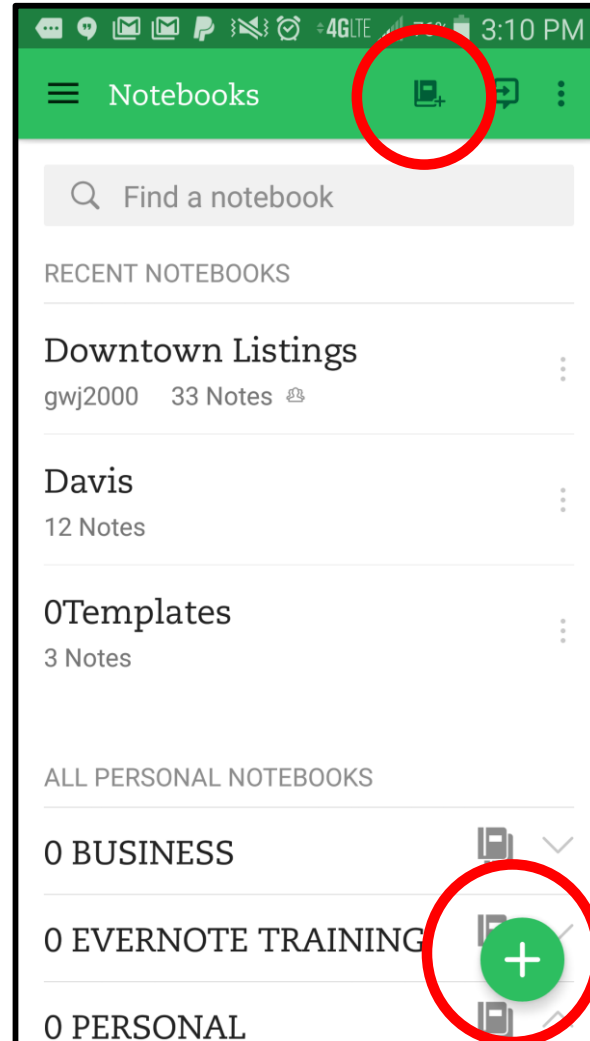 4GLTE 76% 3:10 PM
Notebooks
Find a notebook
RECENT NOTEBOOKS
Downtown Listings
gwj2000 33 Notes
Davis
12 Notes
0Templates
3 Notes
ALL PERSONAL NOTEBOOKS
0 BUSINESS
0 EVERNOTE TRAINING
0 PERSONAL